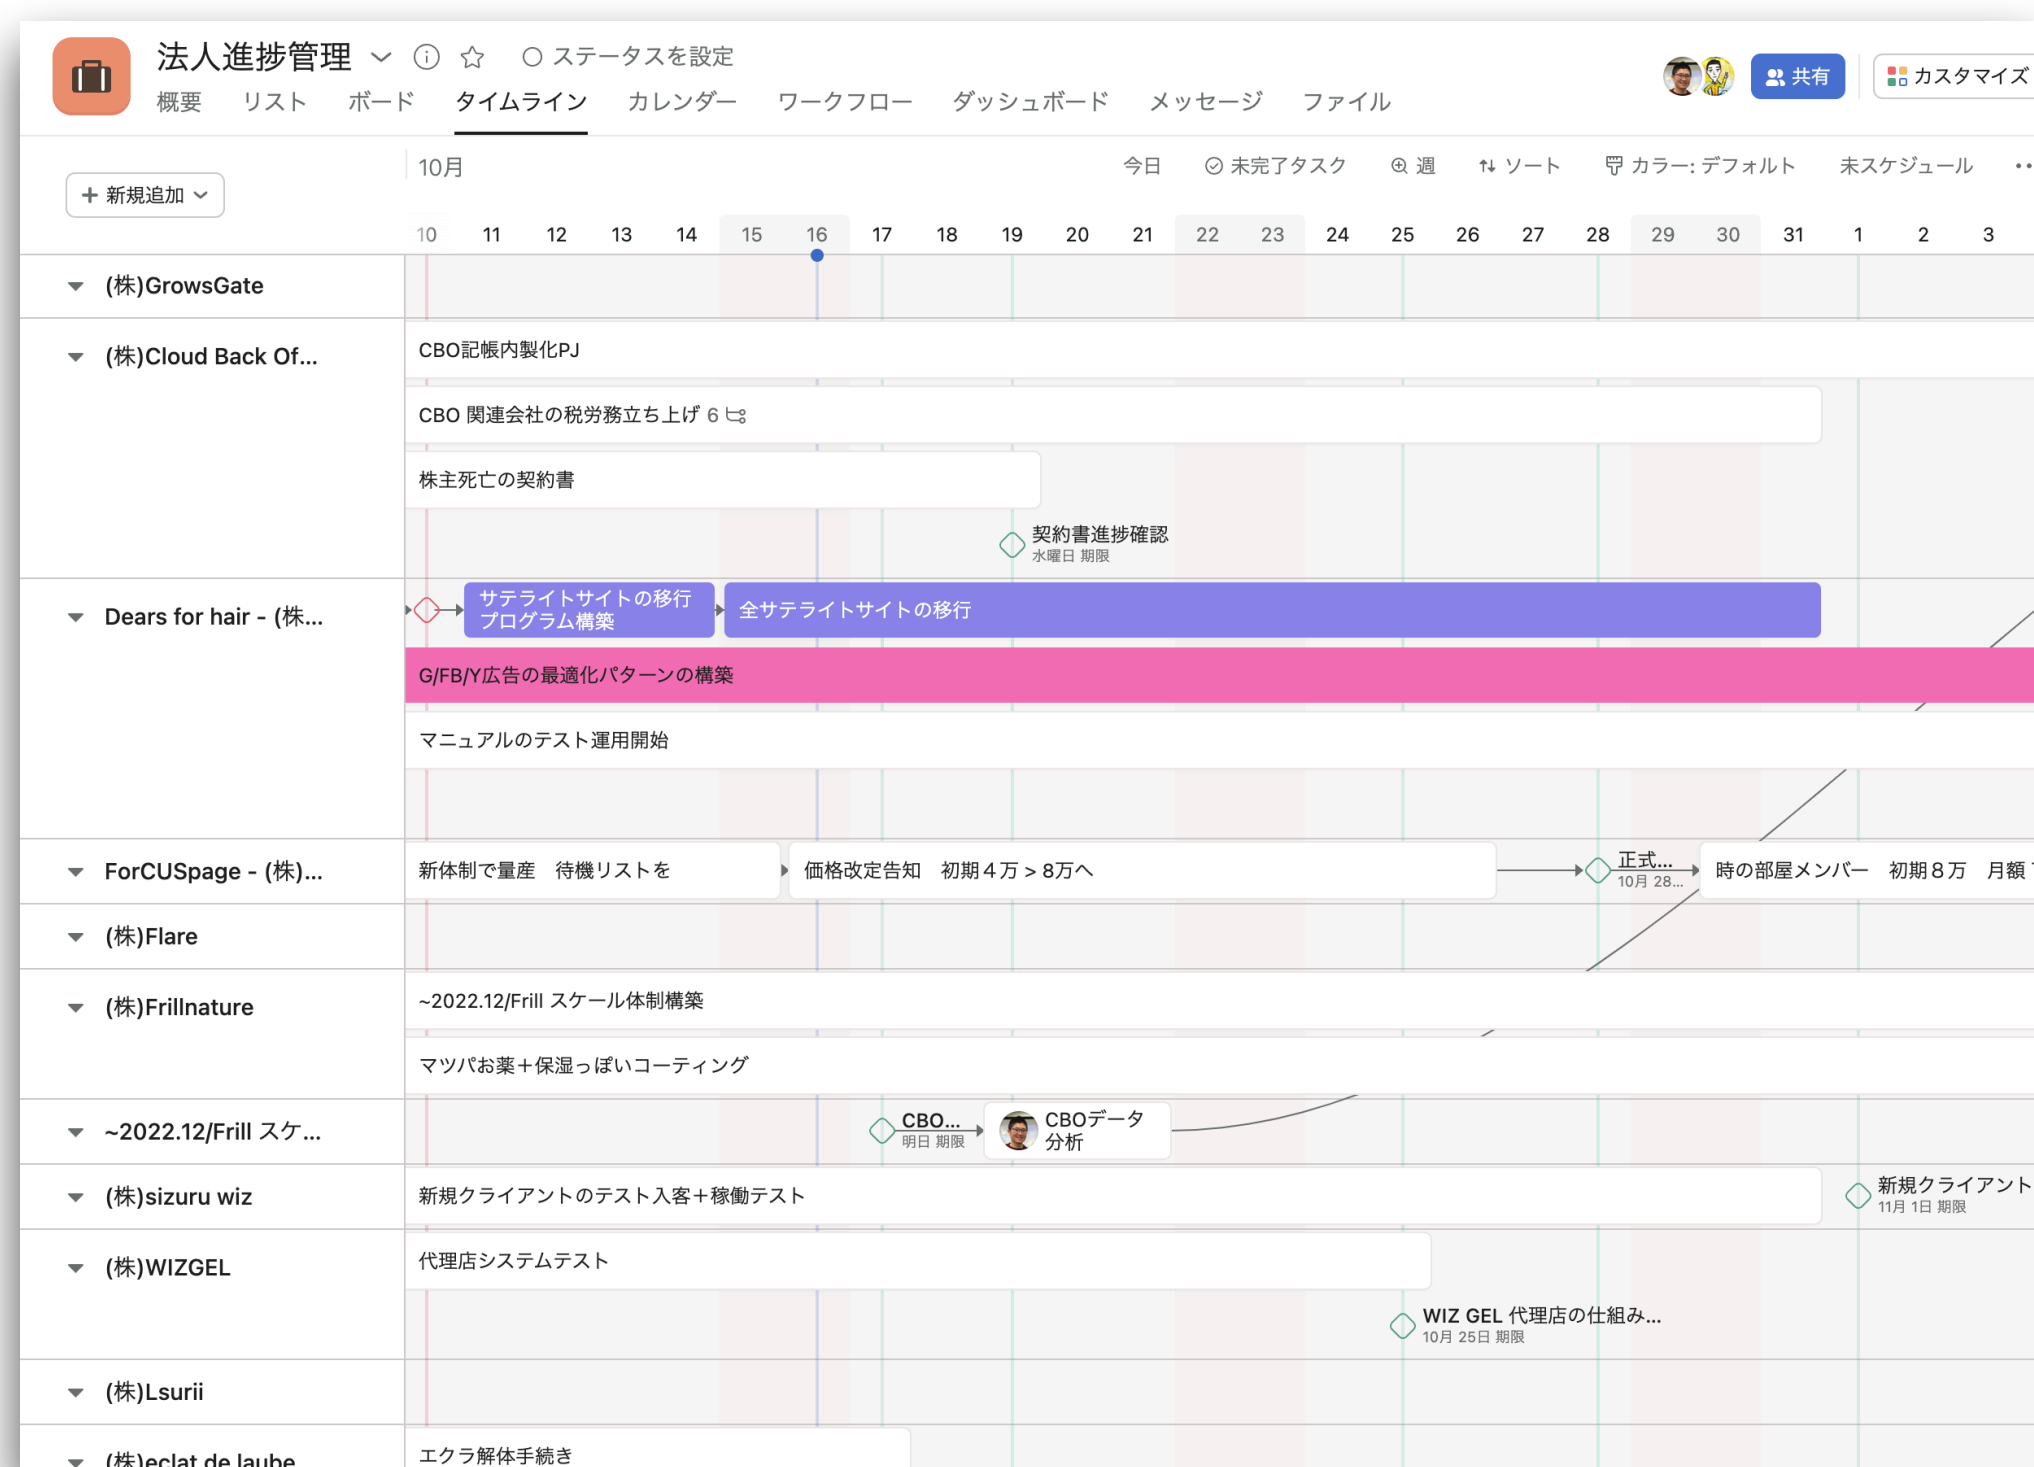 法人進捗管理
ステータスを設定
共有
カスタマイズ
概要 リスト ボード タイムライン カレンダー ワークフロー ダッシュボード メッセージ ファイル
新規追加
10月
今日 未完了タスク 週 ソート カラー: デフォルト 未スケジュール
10 11 12 13 14 15 16 17 18 19 20 21 22 23 24 25 26 27 28 29 30 31 1 2 3
(株)GrowsGate
(株)Cloud Back Of...
CBO記帳内製化PJ
CBO 関連会社の税労務立ち上げ 6
株主死亡の契約書
契約書進捗確認
水曜日 期限
Dears for hair - (株...
サテライトサイトの移行
プログラム構築
全サテライトサイトの移行
G/FB/Y広告の最適化パターンの構築
マニュアルのテスト運用開始
ForCUSpage - (株)...
新体制で量産　待機リストを
価格改定告知　初期４万 > 8万へ
正式...
10月 28...
時の部屋メンバー　初期８万　月額
(株)Flare
(株)Frillnature
~2022.12/Frill スケール体制構築
マツパお薬＋保湿っぽいコーティング
~2022.12/Frill スケ...
CBO...
明日 期限
CBOデータ
分析
(株)sizuru wiz
新規クライアントのテスト入客＋稼働テスト
新規クライアント
11月 1日 期限
(株)WIZGEL
代理店システムテスト
WIZ GEL 代理店の仕組み...
10月 25日 期限
(株)Lsurii
(株)eclat de laube
エクラ解体手続き